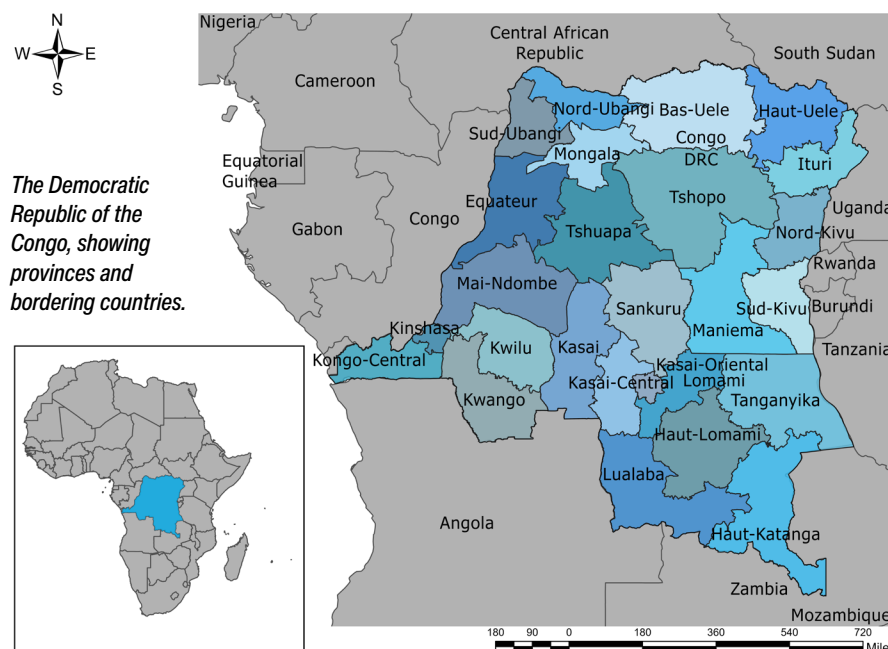 N
W E
S
Nigeria
Cameroon
Central African
Republic
South Sudan
Equatorial
Guinea
Gabon
Congo
Uganda
Rwanda
Burundi
Tanzania
Angola
Zambia
Mozambique
Nord-Ubangi
Bas-Uele
Haut-Uele
Sud-Ubangi
Mongala
Congo
DRC
Ituri
Equateur
Tshuapa
Tshopo
Nord-Kivu
Mai-Ndombe
Sankuru
Maniema
Sud-Kivu
Kinshasa
Kongo-Central
Kwilu
Kasai
Kasai-Oriental
Kasai-Central
Lomami
Kwango
Tanganyika
Haut-Lomami
Lualaba
Haut-Katanga
The Democratic
Republic of the
Congo, showing
provinces and
bordering countries.
180 90 0 180 360 540 720
Mile